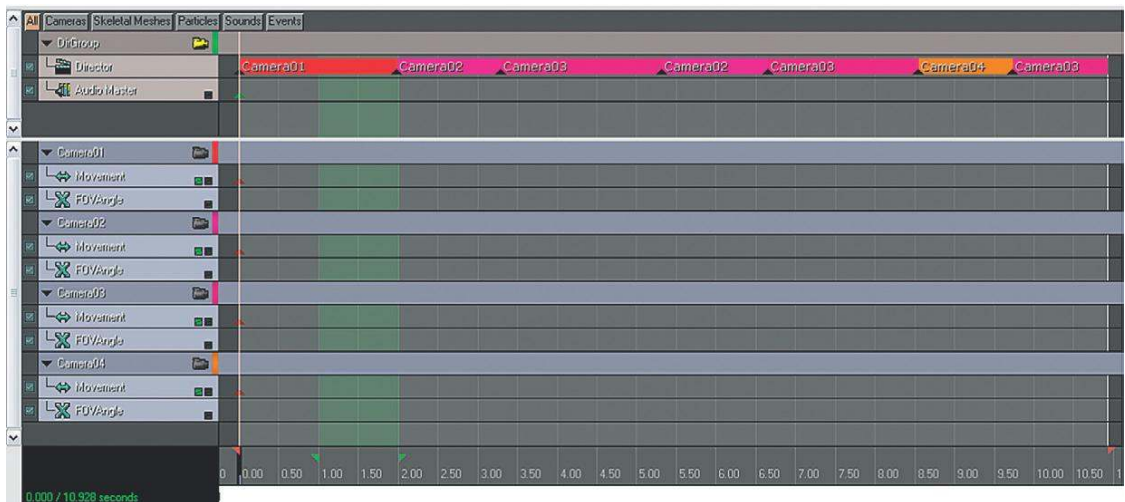 All Cameras Skeletal Meshes Particles Sounds Events
DirGroup
Director Camera01 Camera02 Camera03 Camera02 Camera03 Camera04 Camera03
Audio Master
Camera01
Movement
FOVAngle
Camera02
Movement
FOVAngle
Camera03
Movement
FOVAngle
Camera04
Movement
FOVAngle
0 0.00 0.50 1.00 1.50 2.00 2.50 3.00 3.50 4.00 4.50 5.00 5.50 6.00 6.50 7.00 7.50 8.00 8.50 9.00 9.50 10.00 10.50 1
0.000 / 10.928 seconds